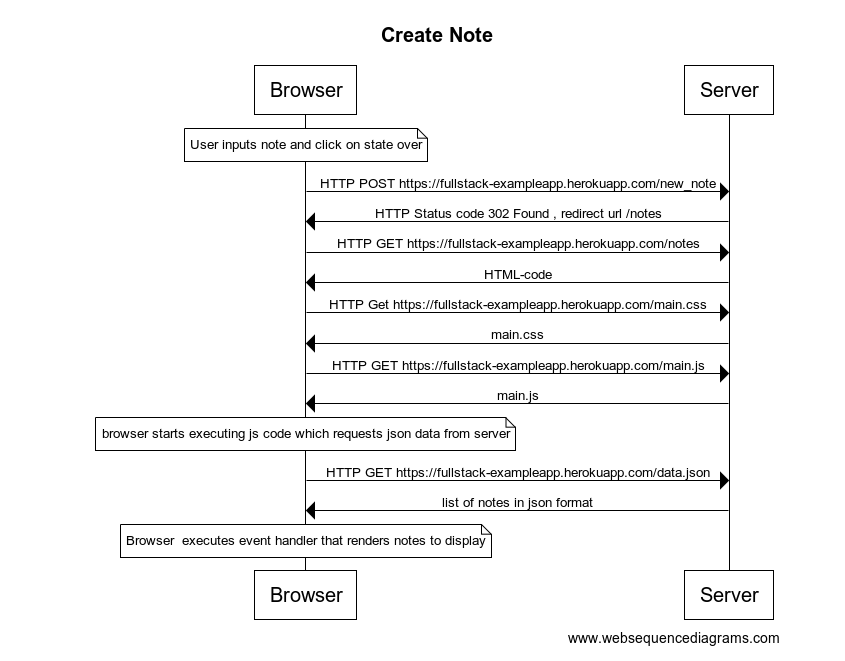 Create Note
Browser
Server
User inputs note and click on state over
HTTP POST https://fullstack-exampleapp.herokuapp.com/new_note
HTTP Status code 302 Found , redirect url /notes
HTTP GET https://fullstack-exampleapp.herokuapp.com/notes
HTML-code
HTTP Get https://fullstack-exampleapp.herokuapp.com/main.css
main.css
HTTP GET https://fullstack-exampleapp.herokuapp.com/main.js
main.js
browser starts executing js code which requests json data from server
HTTP GET https://fullstack-exampleapp.herokuapp.com/data.json
list of notes in json format
Browser  executes event handler that renders notes to display
Browser
Server
www.websequencediagrams.com